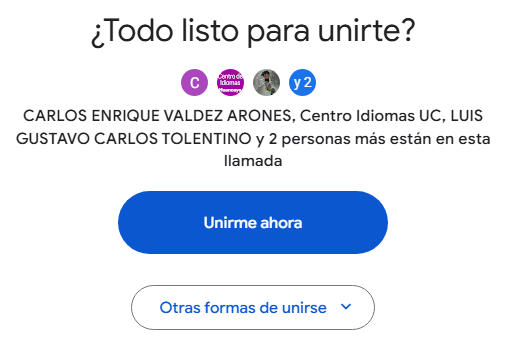 ¿Todo listo para unirte?
C
Centro de
Idiomas
y 2
CARLOS ENRIQUE VALDEZ ARONES, Centro Idiomas UC, LUIS
GUSTAVO CARLOS TOLENTINO y 2 personas más están en esta
llamada
Unirme ahora
Otras formas de unirse